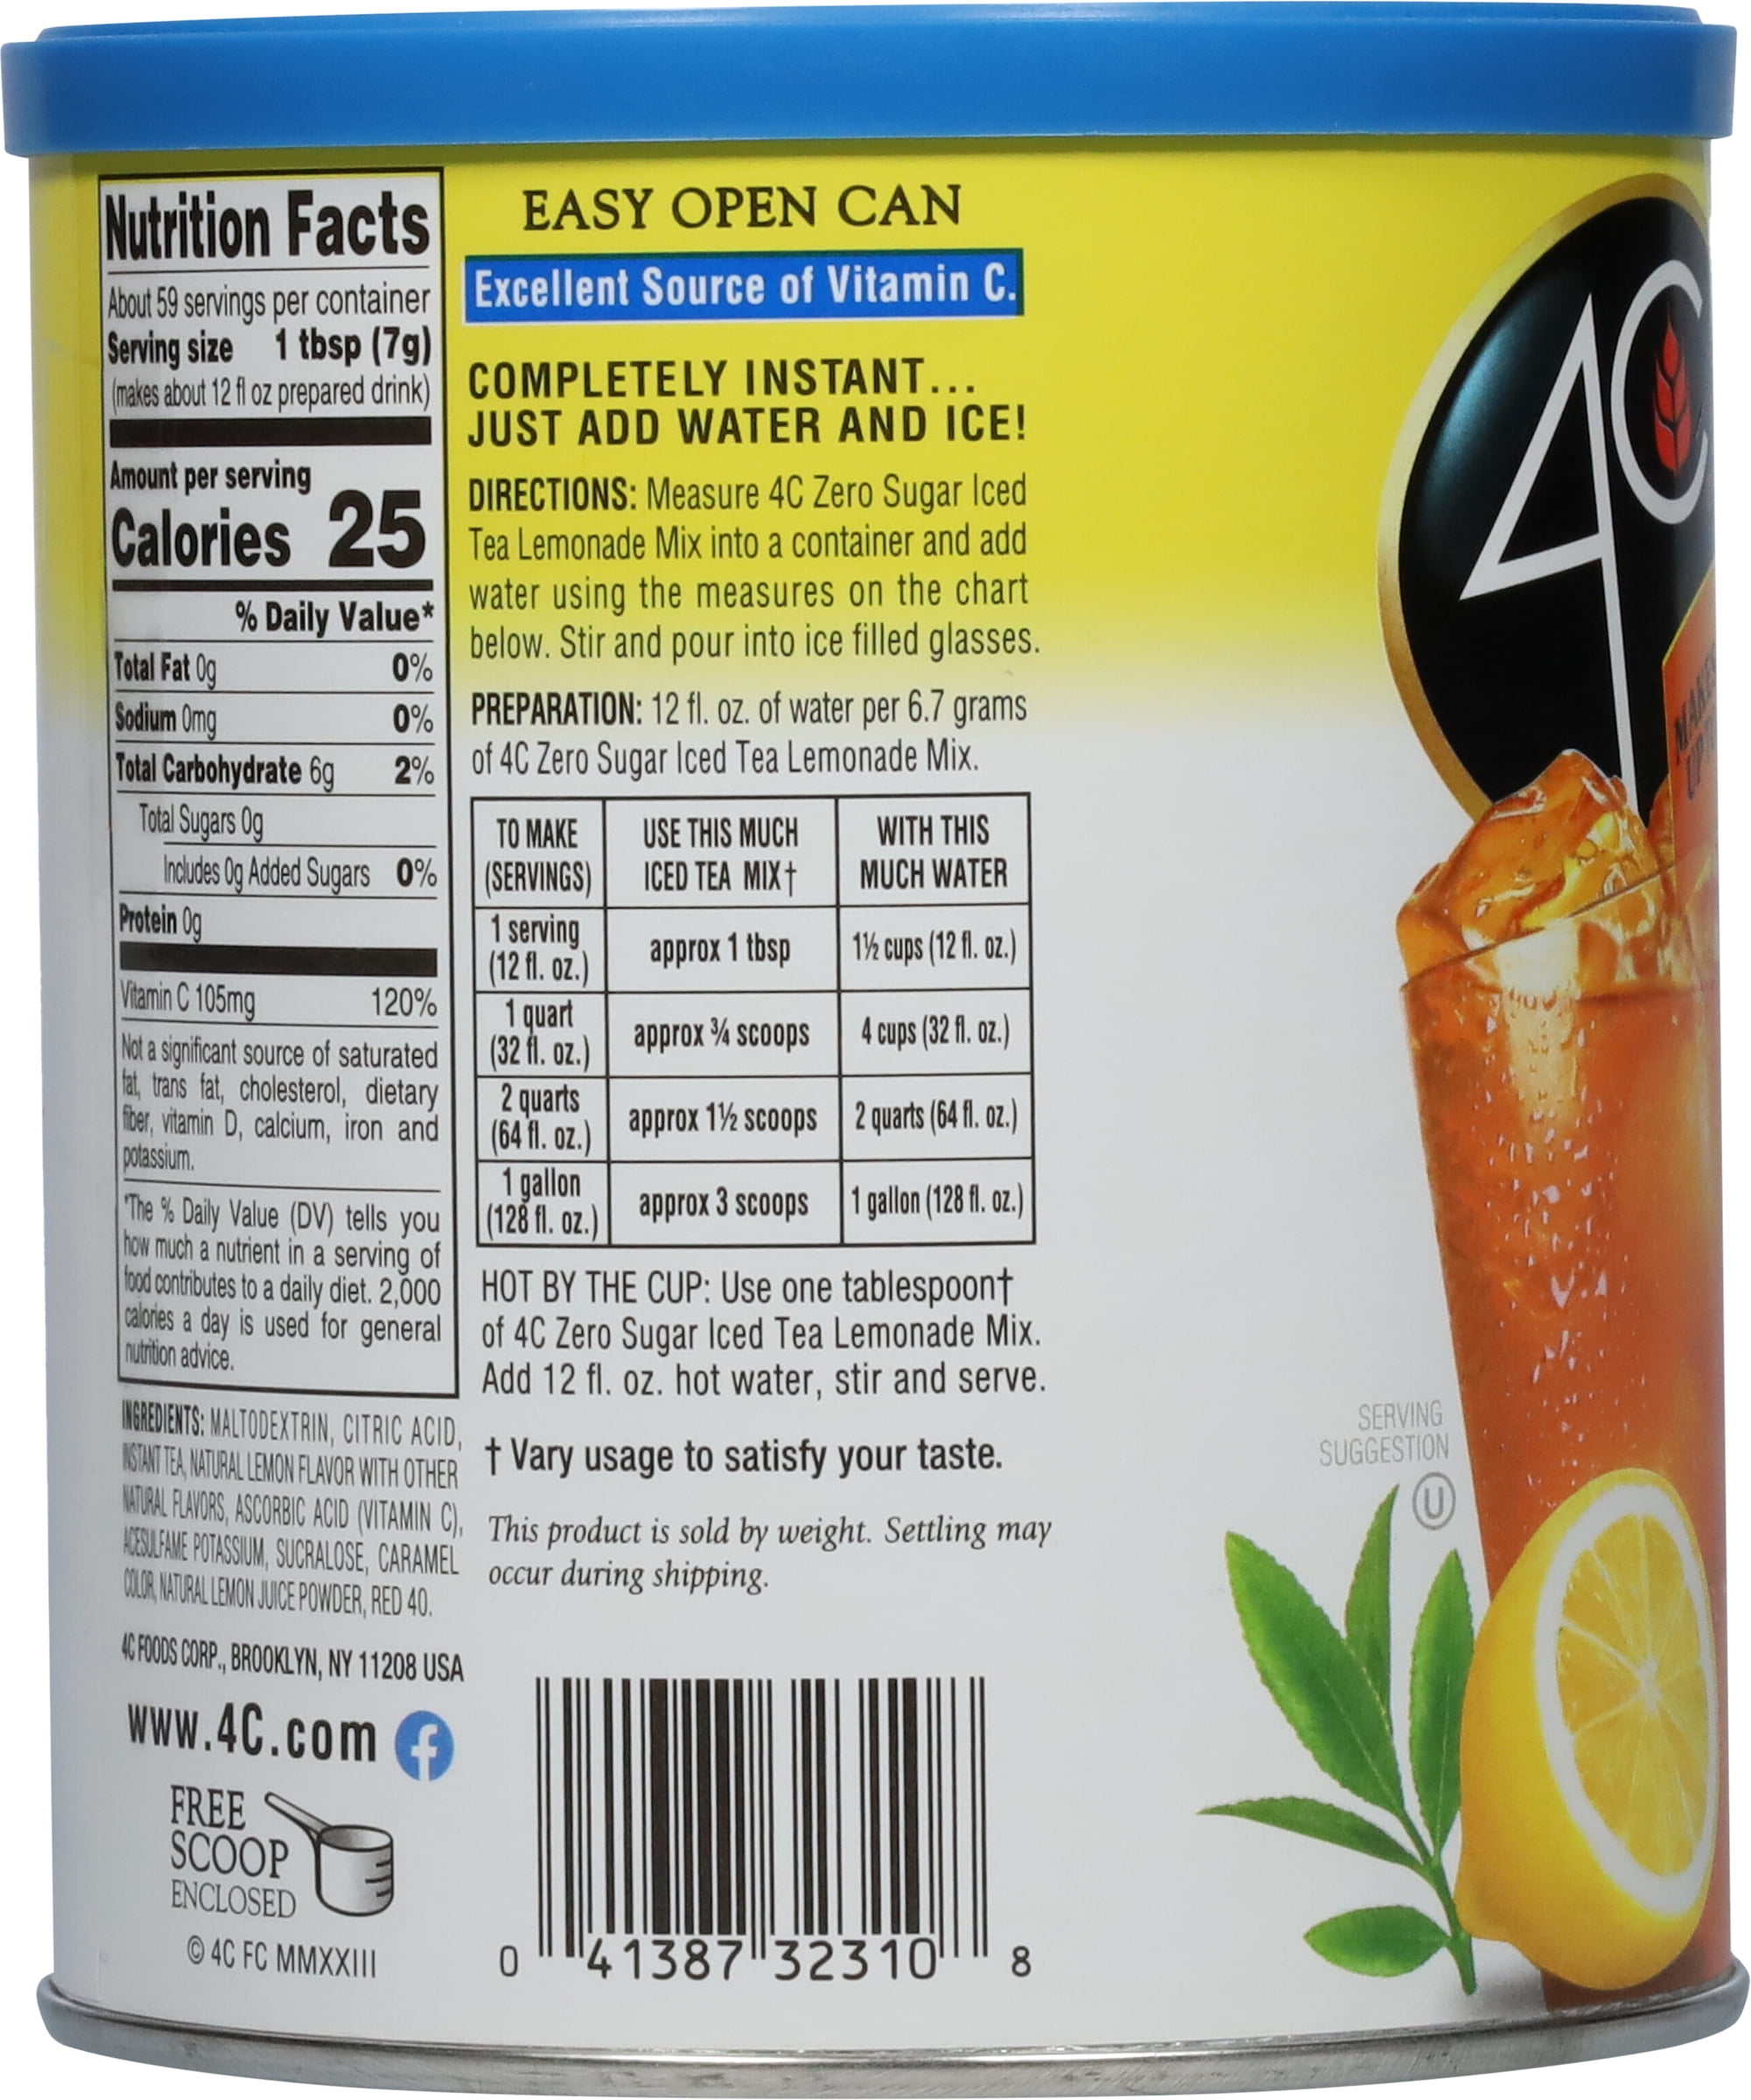 Nutrition Facts
About 59 servings per container
Serving size 1 tbsp (7g)
(makes about 12 fl oz prepared drink)
Amount per serving
Calories 25
% Daily Value*
Total Fat 0g 0%
Sodium 0mg 0%
Total Carbohydrate 6g 2%
Total Sugars 0g
Includes 0g Added Sugars 0%
Protein 0g
Vitamin C 105mg 120%
Not a significant source of saturated
fat, trans fat, cholesterol, dietary
fiber, vitamin D, calcium, iron and
potassium.
*The % Daily Value (DV) tells you
how much a nutrient in a serving of
food contributes to a daily diet. 2,000
calories a day is used for general
nutrition advice.
INGREDIENTS: MALTODEXTRIN, CITRIC ACID,
INSTANT TEA, NATURAL LEMON FLAVOR WITH OTHER
NATURAL FLAVORS, ASCORBIC ACID (VITAMIN C),
ACESULFAME POTASSIUM, SUCRALOSE, CARAMEL
COLOR, NATURAL LEMON JUICE POWDER, RED 40.
4C FOODS CORP., BROOKLYN, NY 11208 USA
www.4C.com f
FREE
SCOOP
ENCLOSED
© 4C FC MMXXIII
EASY OPEN CAN
Excellent Source of Vitamin C.
COMPLETELY INSTANT...
JUST ADD WATER AND ICE!
DIRECTIONS: Measure 4C Zero Sugar Iced
Tea Lemonade Mix into a container and add
water using the measures on the chart
below. Stir and pour into ice filled glasses.
PREPARATION: 12 fl. oz. of water per 6.7 grams
of 4C Zero Sugar Iced Tea Lemonade Mix.
TO MAKE (SERVINGS) USE THIS MUCH ICED TEA MIX† WITH THIS MUCH WATER
1 serving (12 fl. oz.) approx 1 tbsp 1½ cups (12 fl. oz.)
1 quart (32 fl. oz.) approx ¾ scoops 4 cups (32 fl. oz.)
2 quarts (64 fl. oz.) approx 1½ scoops 2 quarts (64 fl. oz.)
1 gallon (128 fl. oz.) approx 3 scoops 1 gallon (128 fl. oz.)
HOT BY THE CUP: Use one tablespoon†
of 4C Zero Sugar Iced Tea Lemonade Mix.
Add 12 fl. oz. hot water, stir and serve.
† Vary usage to satisfy your taste.
This product is sold by weight. Settling may
occur during shipping.
0 41387 32310 8
4C
SERVING
SUGGESTION
U